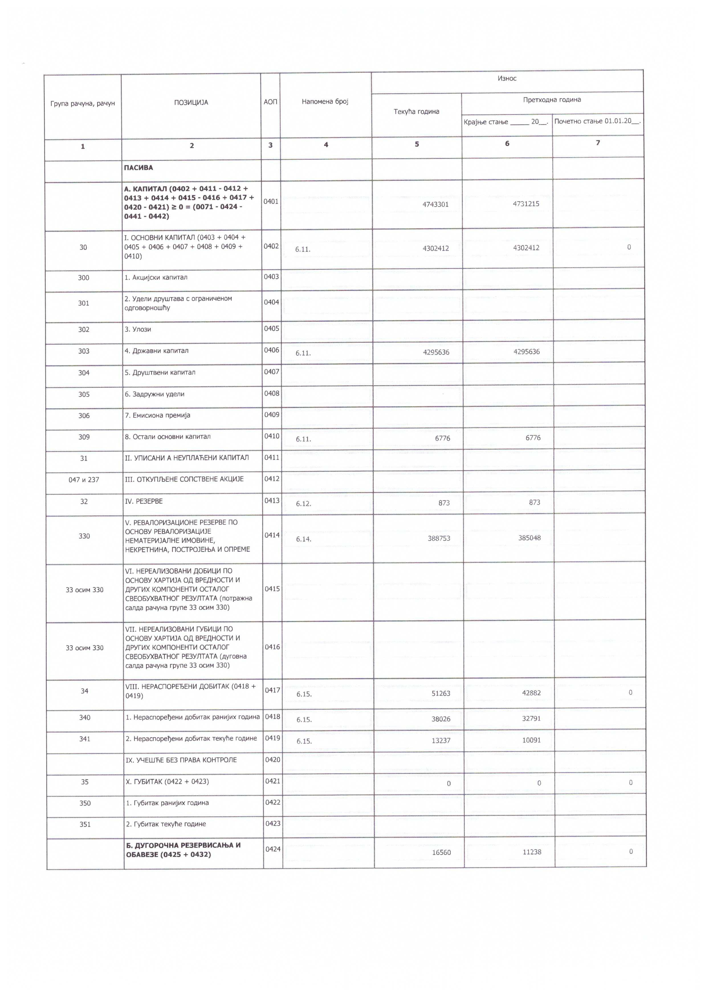 Група рачуна, рачун
ПОЗИЦИЈА
АОП
Напомена број
Износ
Текућа година
Претходна година
Крајње стање _____ 20__.
Почетно стање 01.01.20__.
1 2 3 4 5 6 7
ПАСИВА
А. КАПИТАЛ (0402 + 0411 - 0412 +
0413 + 0414 + 0415 - 0416 + 0417 +
0420 - 0421) ≥ 0 = (0071 - 0424 -
0441 - 0442)
0401 4743301 4731215
30
I. ОСНОВНИ КАПИТАЛ (0403 + 0404 +
0405 + 0406 + 0407 + 0408 + 0409 +
0410)
0402 6.11. 4302412 4302412 0
300 1. Акцијски капитал 0403
301
2. Удели друштава с ограниченом
одговорношћу
0404
302 3. Улози 0405
303 4. Државни капитал 0406 6.11. 4295636 4295636
304 5. Друштвени капитал 0407
305 6. Задружни удели 0408
306 7. Емисиона премија 0409
309 8. Остали основни капитал 0410 6.11. 6776 6776
31 II. УПИСАНИ А НЕУПЛАЋЕНИ КАПИТАЛ 0411
047 и 237 III. ОТКУПЉЕНЕ СОПСТВЕНЕ АКЦИЈЕ 0412
32 IV. РЕЗЕРВЕ 0413 6.12. 873 873
330
V. РЕВАЛОРИЗАЦИОНЕ РЕЗЕРВЕ ПО
ОСНОВУ РЕВАЛОРИЗАЦИЈЕ
НЕМАТЕРИЈАЛНЕ ИМОВИНЕ,
НЕКРЕТНИНА, ПОСТРОЈЕЊА И ОПРЕМЕ
0414 6.14. 388753 385048
33 осим 330
VI. НЕРЕАЛИЗОВАНИ ДОБИЦИ ПО
ОСНОВУ ХАРТИЈА ОД ВРЕДНОСТИ И
ДРУГИХ КОМПОНЕНТИ ОСТАЛОГ
СВЕОБУХВАТНОГ РЕЗУЛТАТА (потражна
салда рачуна групе 33 осим 330)
0415
33 осим 330
VII. НЕРЕАЛИЗОВАНИ ГУБИЦИ ПО
ОСНОВУ ХАРТИЈА ОД ВРЕДНОСТИ И
ДРУГИХ КОМПОНЕНТИ ОСТАЛОГ
СВЕОБУХВАТНОГ РЕЗУЛТАТА (дуговна
салда рачуна групе 33 осим 330)
0416
34
VIII. НЕРАСПОРЕЂЕНИ ДОБИТАК (0418 +
0419)
0417 6.15. 51263 42882 0
340 1. Нераспоређени добитак ранијих година 0418 6.15. 38026 32791
341 2. Нераспоређени добитак текуће године 0419 6.15. 13237 10091
IX. УЧЕШЋЕ БЕЗ ПРАВА КОНТРОЛЕ 0420
35 X. ГУБИТАК (0422 + 0423) 0421 0 0 0
350 1. Губитак ранијих година 0422
351 2. Губитак текуће године 0423
Б. ДУГОРОЧНА РЕЗЕРВИСАЊА И
ОБАВЕЗЕ (0425 + 0432)
0424 16560 11238 0